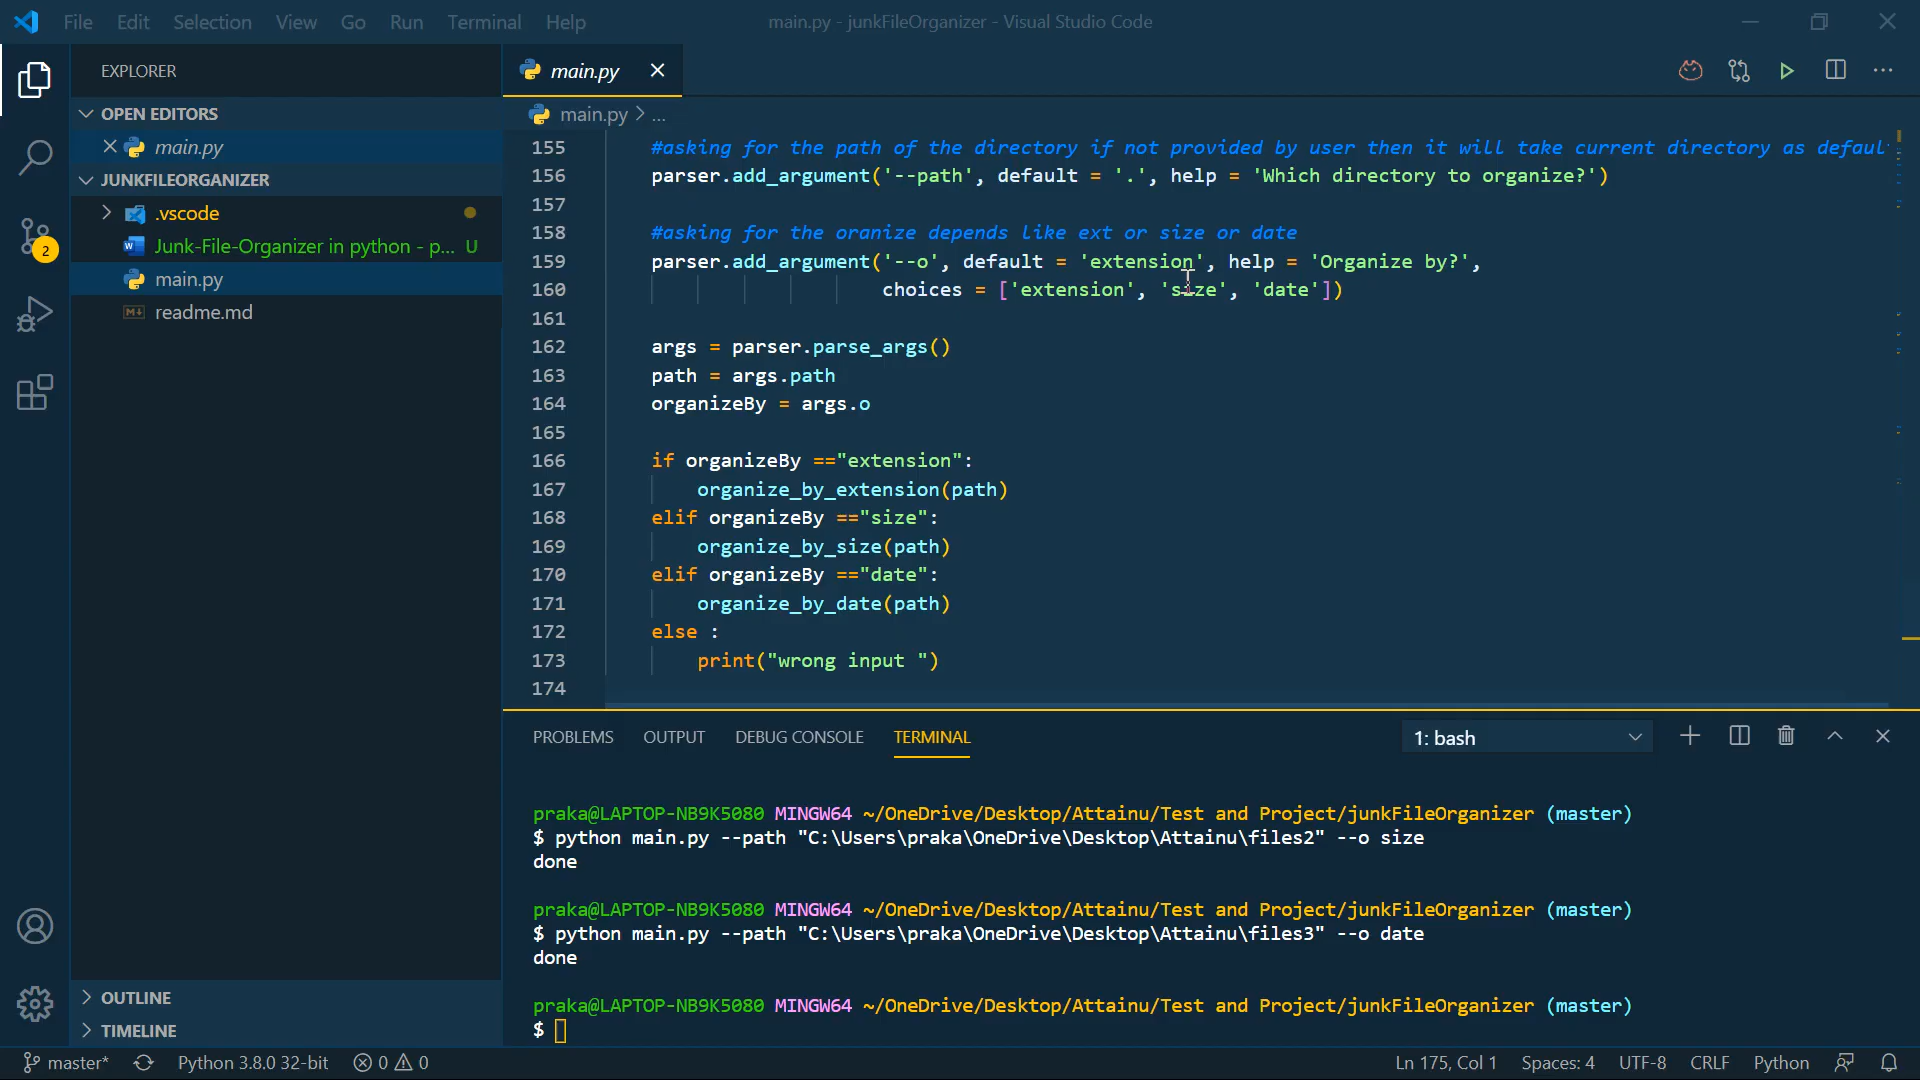 File Edit Selection View Go Run Terminal Help
main.py - junkFileOrganizer - Visual Studio Code
EXPLORER
OPEN EDITORS
main.py
JUNKFILEORGANIZER
.vscode
Junk-File-Organizer in python - p... U
main.py
readme.md
2
OUTLINE
TIMELINE
main.py
main.py > ...
155 #asking for the path of the directory if not provided by user then it will take current directory as defaul
156 parser.add_argument('--path', default = '.', help = 'Which directory to organize?')
157
158 #asking for the oranize depends like ext or size or date
159 parser.add_argument('--o', default = 'extension', help = 'Organize by?',
160 choices = ['extension', 'size', 'date'])
161
162 args = parser.parse_args()
163 path = args.path
164 organizeBy = args.o
165
166 if organizeBy =="extension":
167 organize_by_extension(path)
168 elif organizeBy =="size":
169 organize_by_size(path)
170 elif organizeBy =="date":
171 organize_by_date(path)
172 else :
173 print("wrong input ")
174
PROBLEMS OUTPUT DEBUG CONSOLE TERMINAL
1: bash
praka@LAPTOP-NB9K5080 MINGW64 ~/OneDrive/Desktop/Attainu/Test and Project/junkFileOrganizer (master)
$ python main.py --path "C:\Users\praka\OneDrive\Desktop\Attainu\files2" --o size
done
praka@LAPTOP-NB9K5080 MINGW64 ~/OneDrive/Desktop/Attainu/Test and Project/junkFileOrganizer (master)
$ python main.py --path "C:\Users\praka\OneDrive\Desktop\Attainu\files3" --o date
done
praka@LAPTOP-NB9K5080 MINGW64 ~/OneDrive/Desktop/Attainu/Test and Project/junkFileOrganizer (master)
$
master* Python 3.8.0 32-bit 0 0 Ln 175, Col 1 Spaces: 4 UTF-8 CRLF Python